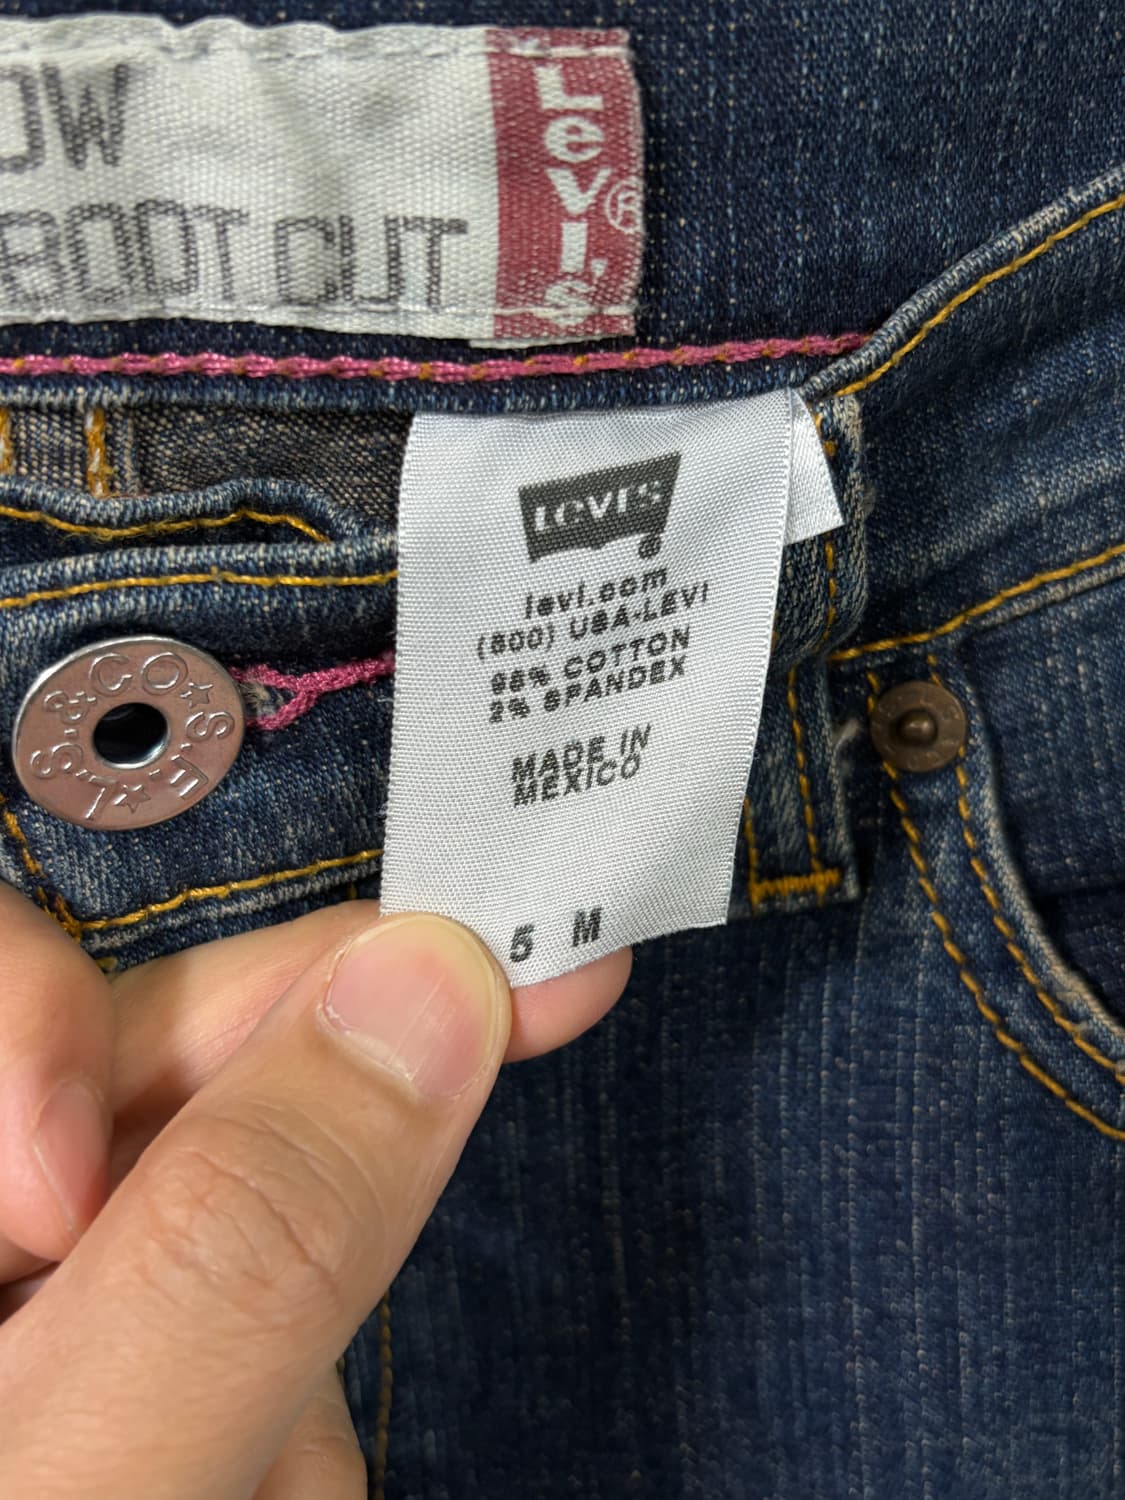 OW
BOOT CUT
Levi's®
LEVI'S
®
levi.com
(800) USA-LEVI
98% COTTON
2% SPANDEX
MADE IN
MEXICO
5 M
L.S.&CO★S.F.★